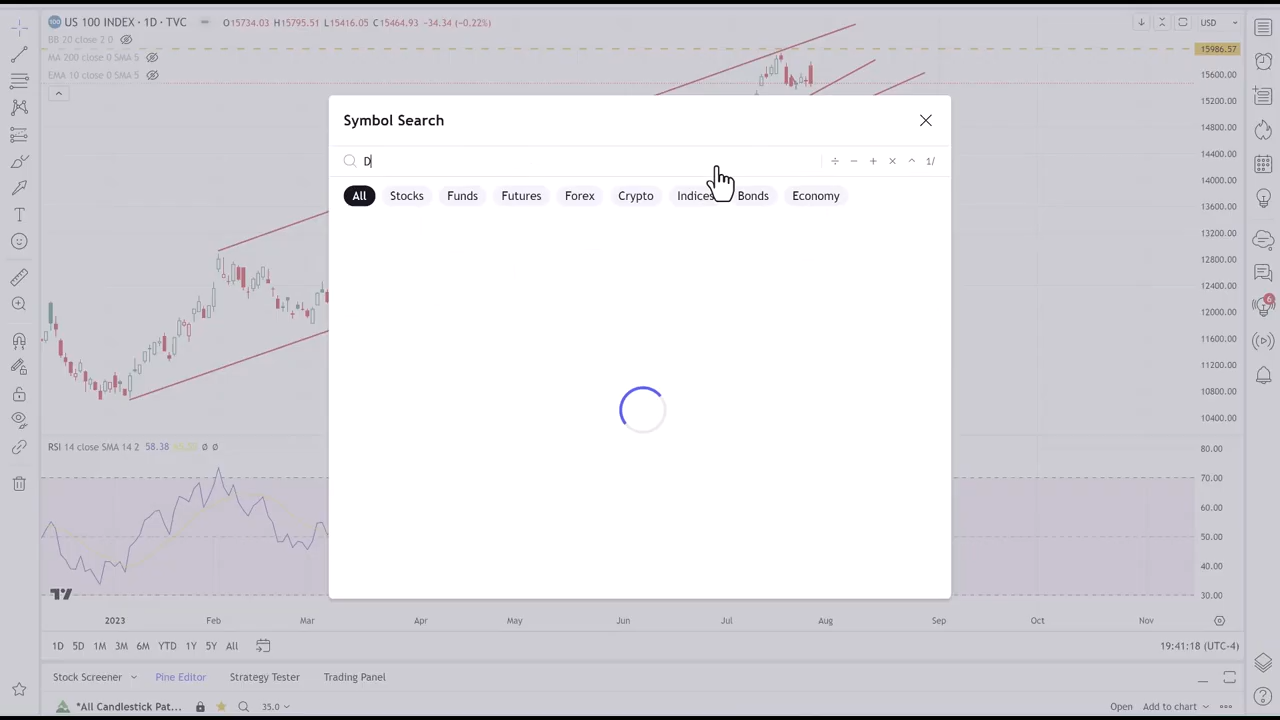 US 100 INDEX · 1D · TVC O15734.03 H15795.51 L15416.05 C15464.93 −34.34 (−0.22%)
USD
BB 20 close 2 0
15986.57
MA 200 close 0 SMA 5
EMA 10 close 0 SMA 5
15600.00
15200.00
14800.00
14400.00
14000.00
13600.00
13200.00
12800.00
12400.00
12000.00
11600.00
11200.00
10800.00
10400.00
Symbol Search
D
÷ − + × ^ 1/
All Stocks Funds Futures Forex Crypto Indices Bonds Economy
6
RSI 14 close SMA 14 2 58.38 Ø Ø
80.00
70.00
60.00
50.00
40.00
30.00
2023 Feb Mar Apr May Jun Jul Aug Sep Oct Nov
1D 5D 1M 3M 6M YTD 1Y 5Y All
19:41:18 (UTC-4)
Stock Screener Pine Editor Strategy Tester Trading Panel
*All Candlestick Pat... 35.0
Open Add to chart